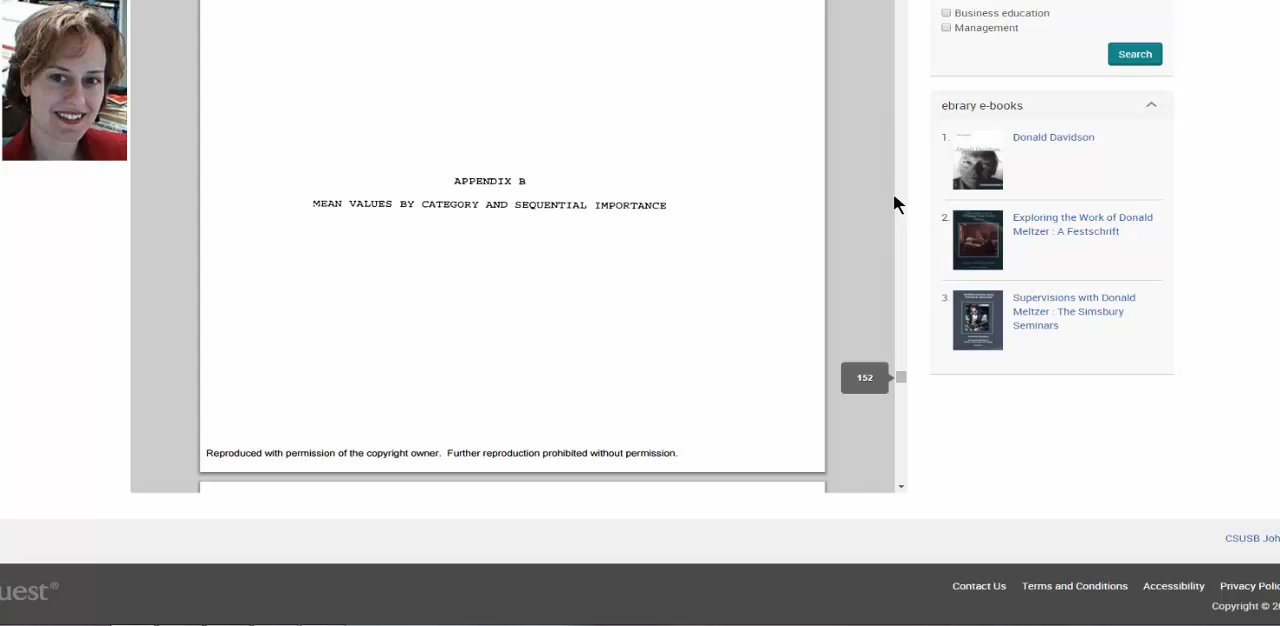 Business education
Management
Search
ebrary e-books
1.
Donald Davidson
2.
Exploring the Work of Donald
Meltzer : A Festschrift
3.
Supervisions with Donald
Meltzer : The Simsbury
Seminars
APPENDIX B
MEAN VALUES BY CATEGORY AND SEQUENTIAL IMPORTANCE
152
Reproduced with permission of the copyright owner. Further reproduction prohibited without permission.
CSUSB Joh
uest®
Contact Us
Terms and Conditions
Accessibility
Privacy Polic
Copyright © 2